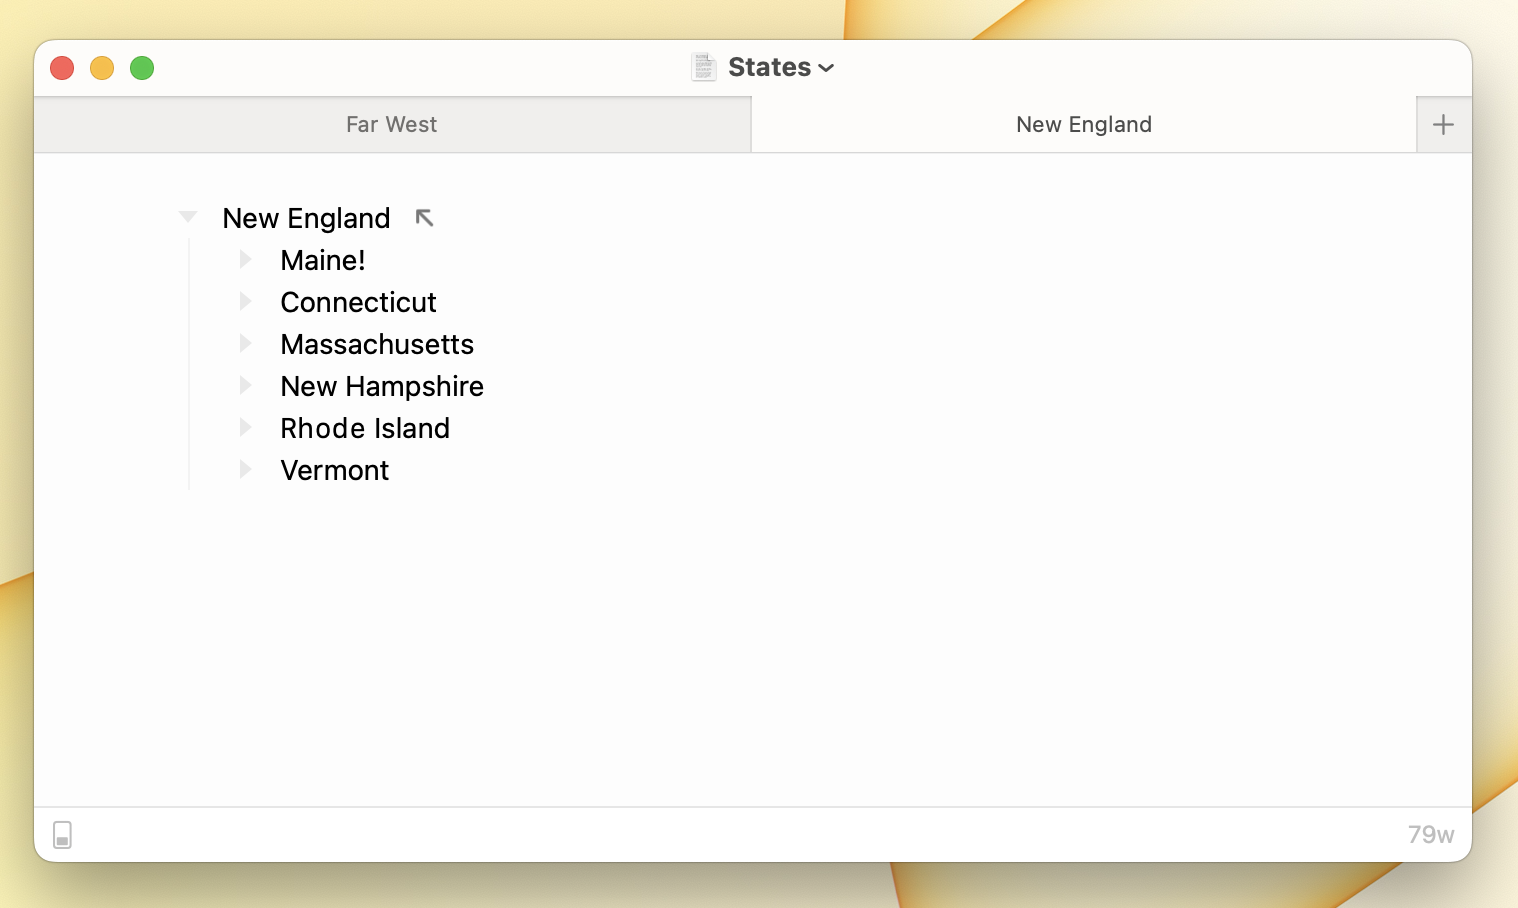 States
Far West
New England
New England
Maine!
Connecticut
Massachusetts
New Hampshire
Rhode Island
Vermont
79w